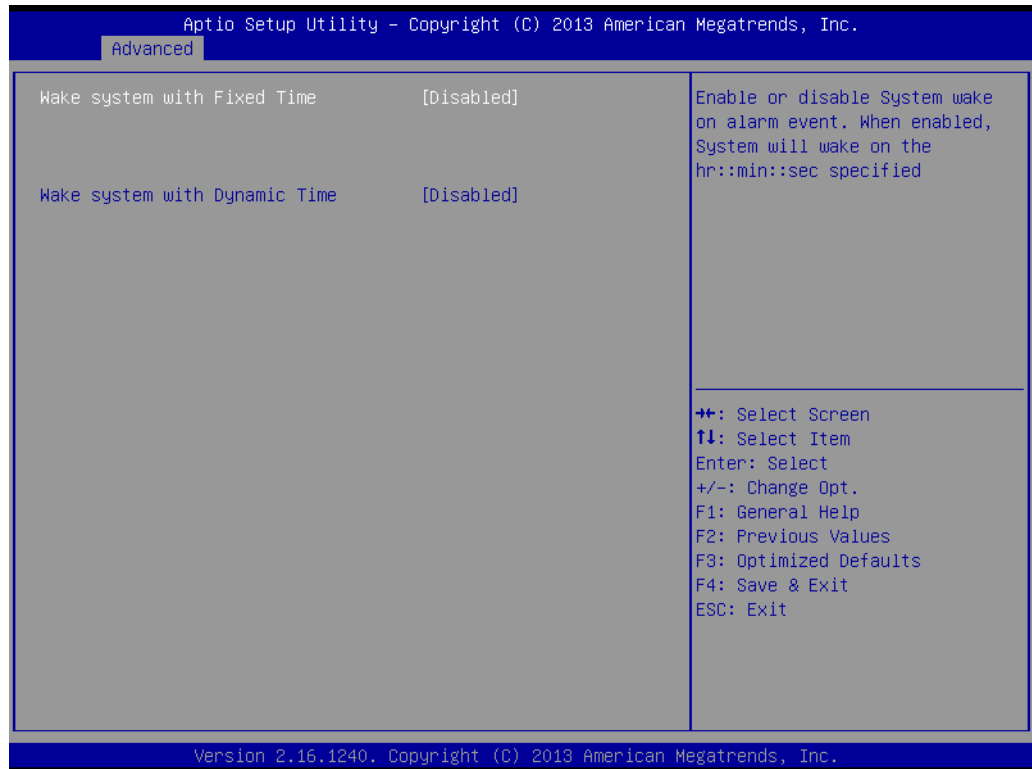 Aptio Setup Utility – Copyright (C) 2013 American Megatrends, Inc.
Advanced
Wake system with Fixed Time [Disabled]
Wake system with Dynamic Time [Disabled]
Enable or disable System wake
on alarm event. When enabled,
System will wake on the
hr::min::sec specified
→←: Select Screen
↑↓: Select Item
Enter: Select
+/-: Change Opt.
F1: General Help
F2: Previous Values
F3: Optimized Defaults
F4: Save & Exit
ESC: Exit
Version 2.16.1240. Copyright (C) 2013 American Megatrends, Inc.